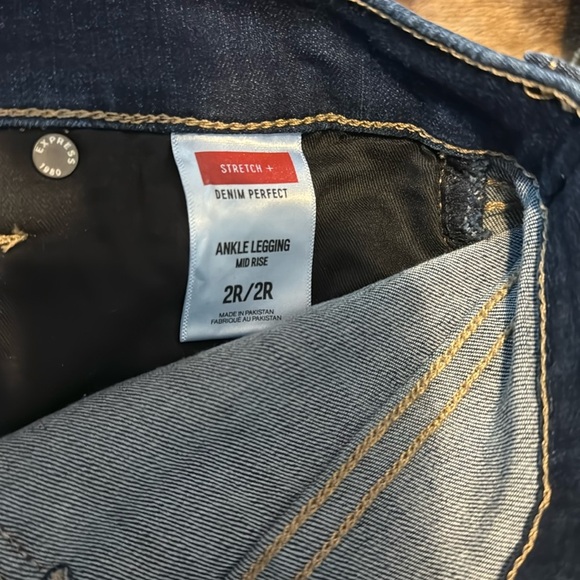 EXPRESS
1980
STRETCH +
DENIM PERFECT
ANKLE LEGGING
MID RISE
2R/2R
MADE IN PAKISTAN
FABRIQUÉ AU PAKISTAN